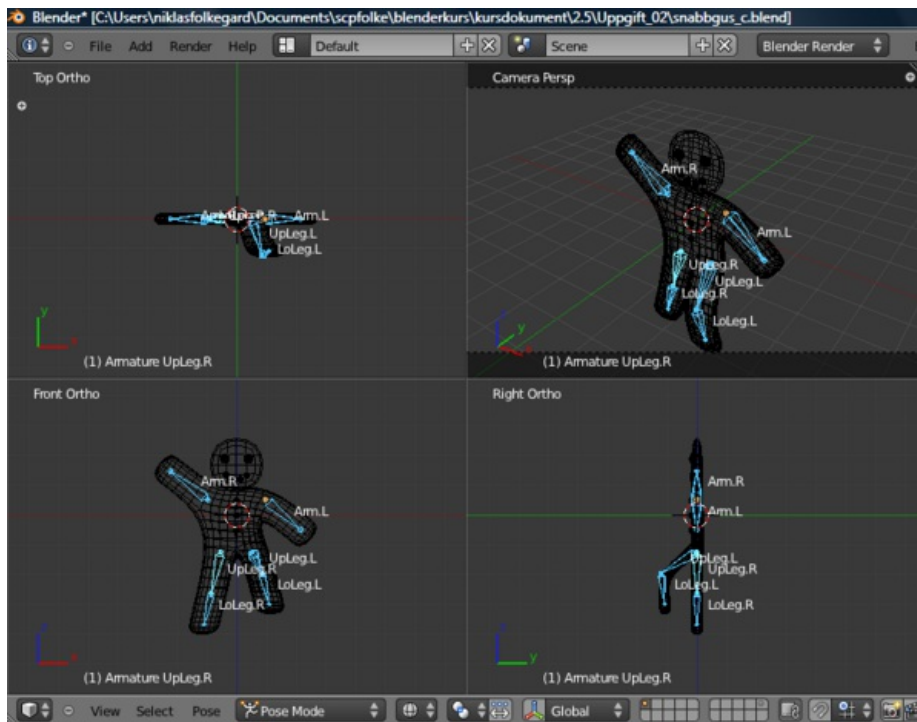 Blender* [C:\Users\niklasfolkegard\Documents\scpfolke\blenderkurs\kursdokument\2.5\Uppgift_02\snabbgus_c.blend]
File Add Render Help Default Scene Blender Render
Top Ortho
Arm.L
UpLeg.L
LoLeg.L
y
x
(1) Armature UpLeg.R
Camera Persp
Arm.R
Arm.L
UpLeg.R
UpLeg.L
LoLeg.R
LoLeg.L
z
y
x
(1) Armature UpLeg.R
Front Ortho
Arm.R
Arm.L
UpLeg.L
UpLeg.R
LoLeg.L
LoLeg.R
z
x
(1) Armature UpLeg.R
Right Ortho
Arm.R
Arm.L
UpLeg.L
UpLeg.R
LoLeg.L
LoLeg.R
z
y
(1) Armature UpLeg.R
View Select Pose Pose Mode Global